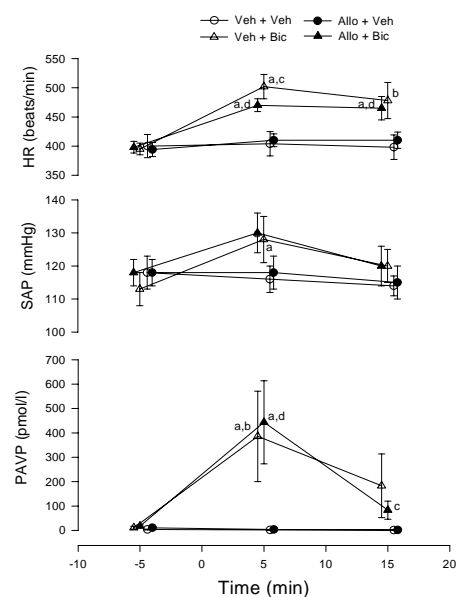 Veh + Veh Allo + Veh
Veh + Bic Allo + Bic
HR (beats/min)
550
500
450
400
350
a,c
a,d
a,d
b
SAP (mmHg)
140
130
120
110
100
a
PAVP (pmol/l)
700
600
500
400
300
200
100
0
a,b
a,d
c
-10 -5 0 5 10 15 20
Time (min)